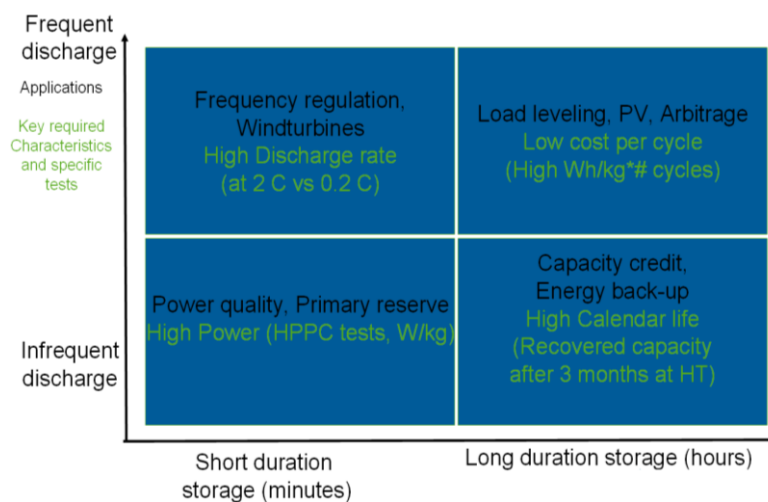 Frequent
discharge
Applications
Key required
Characteristics
and specific
tests
Frequency regulation,
Windturbines
High Discharge rate
(at 2 C vs 0.2 C)
Load leveling, PV, Arbitrage
Low cost per cycle
(High Wh/kg*# cycles)
Infrequent
discharge
Power quality, Primary reserve
High Power (HPPC tests, W/kg)
Capacity credit,
Energy back-up
High Calendar life
(Recovered capacity
after 3 months at HT)
Short duration
storage (minutes)
Long duration storage (hours)